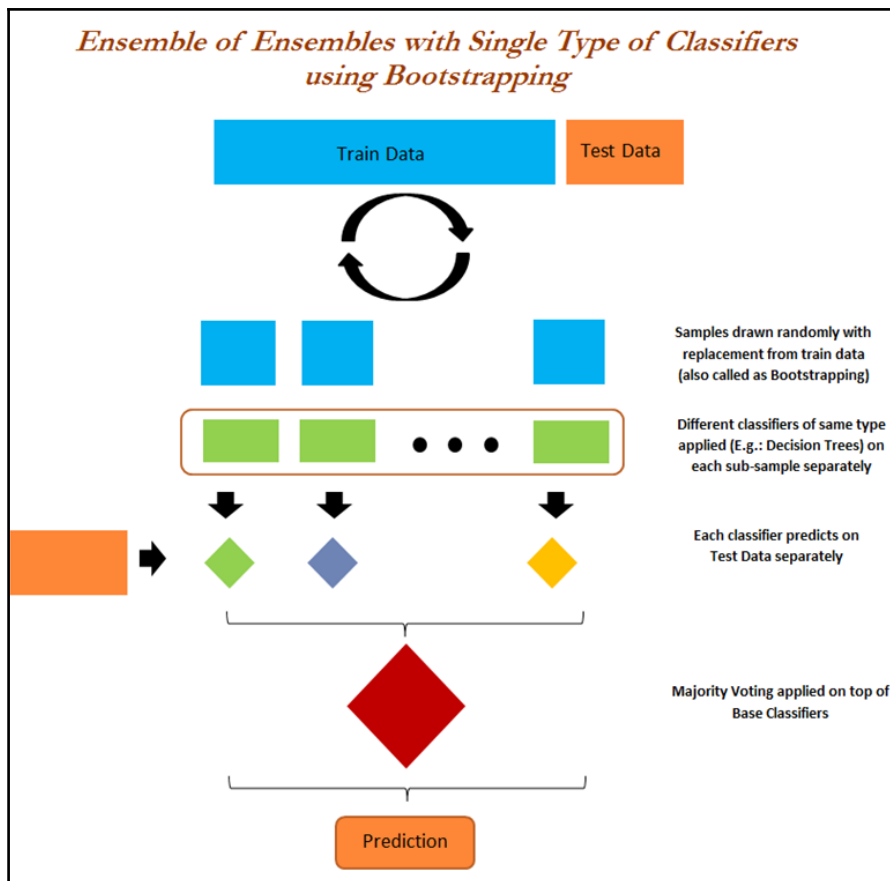 Ensemble of Ensembles with Single Type of Classifiers
using Bootstrapping
Train Data
Test Data
Samples drawn randomly with
replacement from train data
(also called as Bootstrapping)
Different classifiers of same type
applied (E.g.: Decision Trees) on
each sub-sample separately
Each classifier predicts on
Test Data separately
Majority Voting applied on top of
Base Classifiers
Prediction